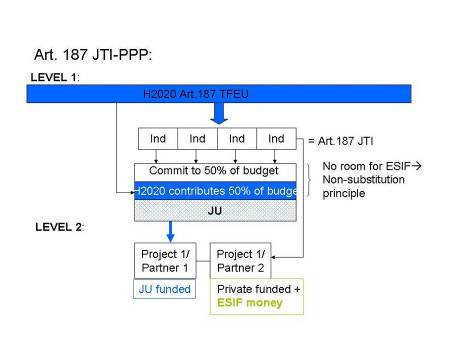 Art. 187 JTI-PPP:
LEVEL 1:
H2020 Art.187 TFEU
Ind Ind Ind Ind
= Art.187 JTI
Commit to 50% of budget
H2020 contributes 50% of budge
JU
No room for ESIF→
Non-substitution
principle
LEVEL 2:
Project 1/
Partner 1
Project 1/
Partner 2
JU funded
Private funded +
ESIF money